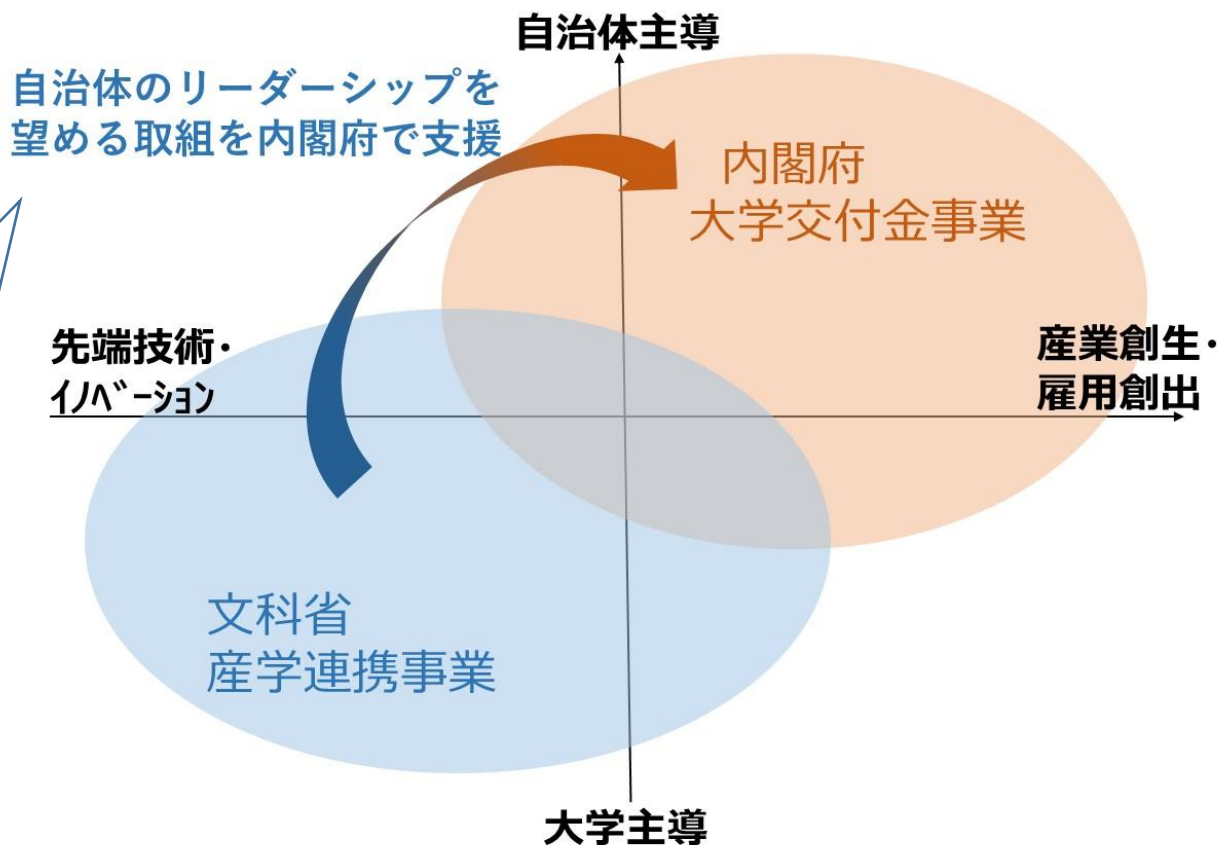 自治体主導
自治体のリーダーシップを
望める取組を内閣府で支援
内閣府
大学交付金事業
先端技術・
ｲﾉﾍﾞｰｼｮﾝ
産業創生・
雇用創出
文科省
産学連携事業
大学主導